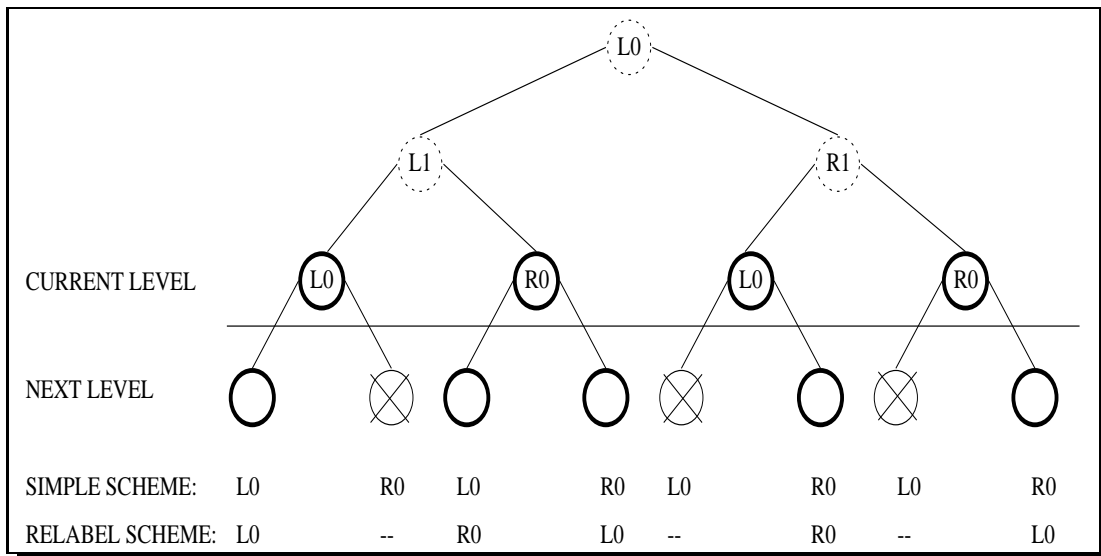 L0
L1 R1
CURRENT LEVEL L0 R0 L0 R0
NEXT LEVEL
SIMPLE SCHEME: L0 R0 L0 R0 L0 R0 L0 R0
RELABEL SCHEME: L0 -- R0 L0 -- R0 -- L0